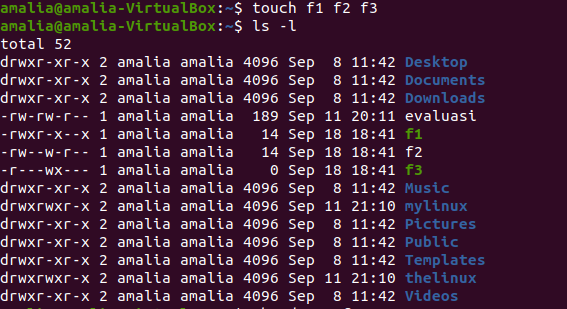 amalia@amalia-VirtualBox:~$ touch f1 f2 f3
amalia@amalia-VirtualBox:~$ ls -l
total 52
drwxr-xr-x 2 amalia amalia 4096 Sep  8 11:42 Desktop
drwxr-xr-x 2 amalia amalia 4096 Sep  8 11:42 Documents
drwxr-xr-x 2 amalia amalia 4096 Sep  8 11:42 Downloads
-rw-rw-r-- 1 amalia amalia  189 Sep 11 20:11 evaluasi
-rwxr-x--x 1 amalia amalia   14 Sep 18 18:41 f1
-rw--w-r-- 1 amalia amalia   14 Sep 18 18:41 f2
-r---wx--- 1 amalia amalia    0 Sep 18 18:41 f3
drwxr-xr-x 2 amalia amalia 4096 Sep  8 11:42 Music
drwxrwxr-x 2 amalia amalia 4096 Sep 11 21:10 mylinux
drwxr-xr-x 2 amalia amalia 4096 Sep  8 11:42 Pictures
drwxr-xr-x 2 amalia amalia 4096 Sep  8 11:42 Public
drwxr-xr-x 2 amalia amalia 4096 Sep  8 11:42 Templates
drwxrwxr-x 2 amalia amalia 4096 Sep 11 21:10 thelinux
drwxr-xr-x 2 amalia amalia 4096 Sep  8 11:42 Videos